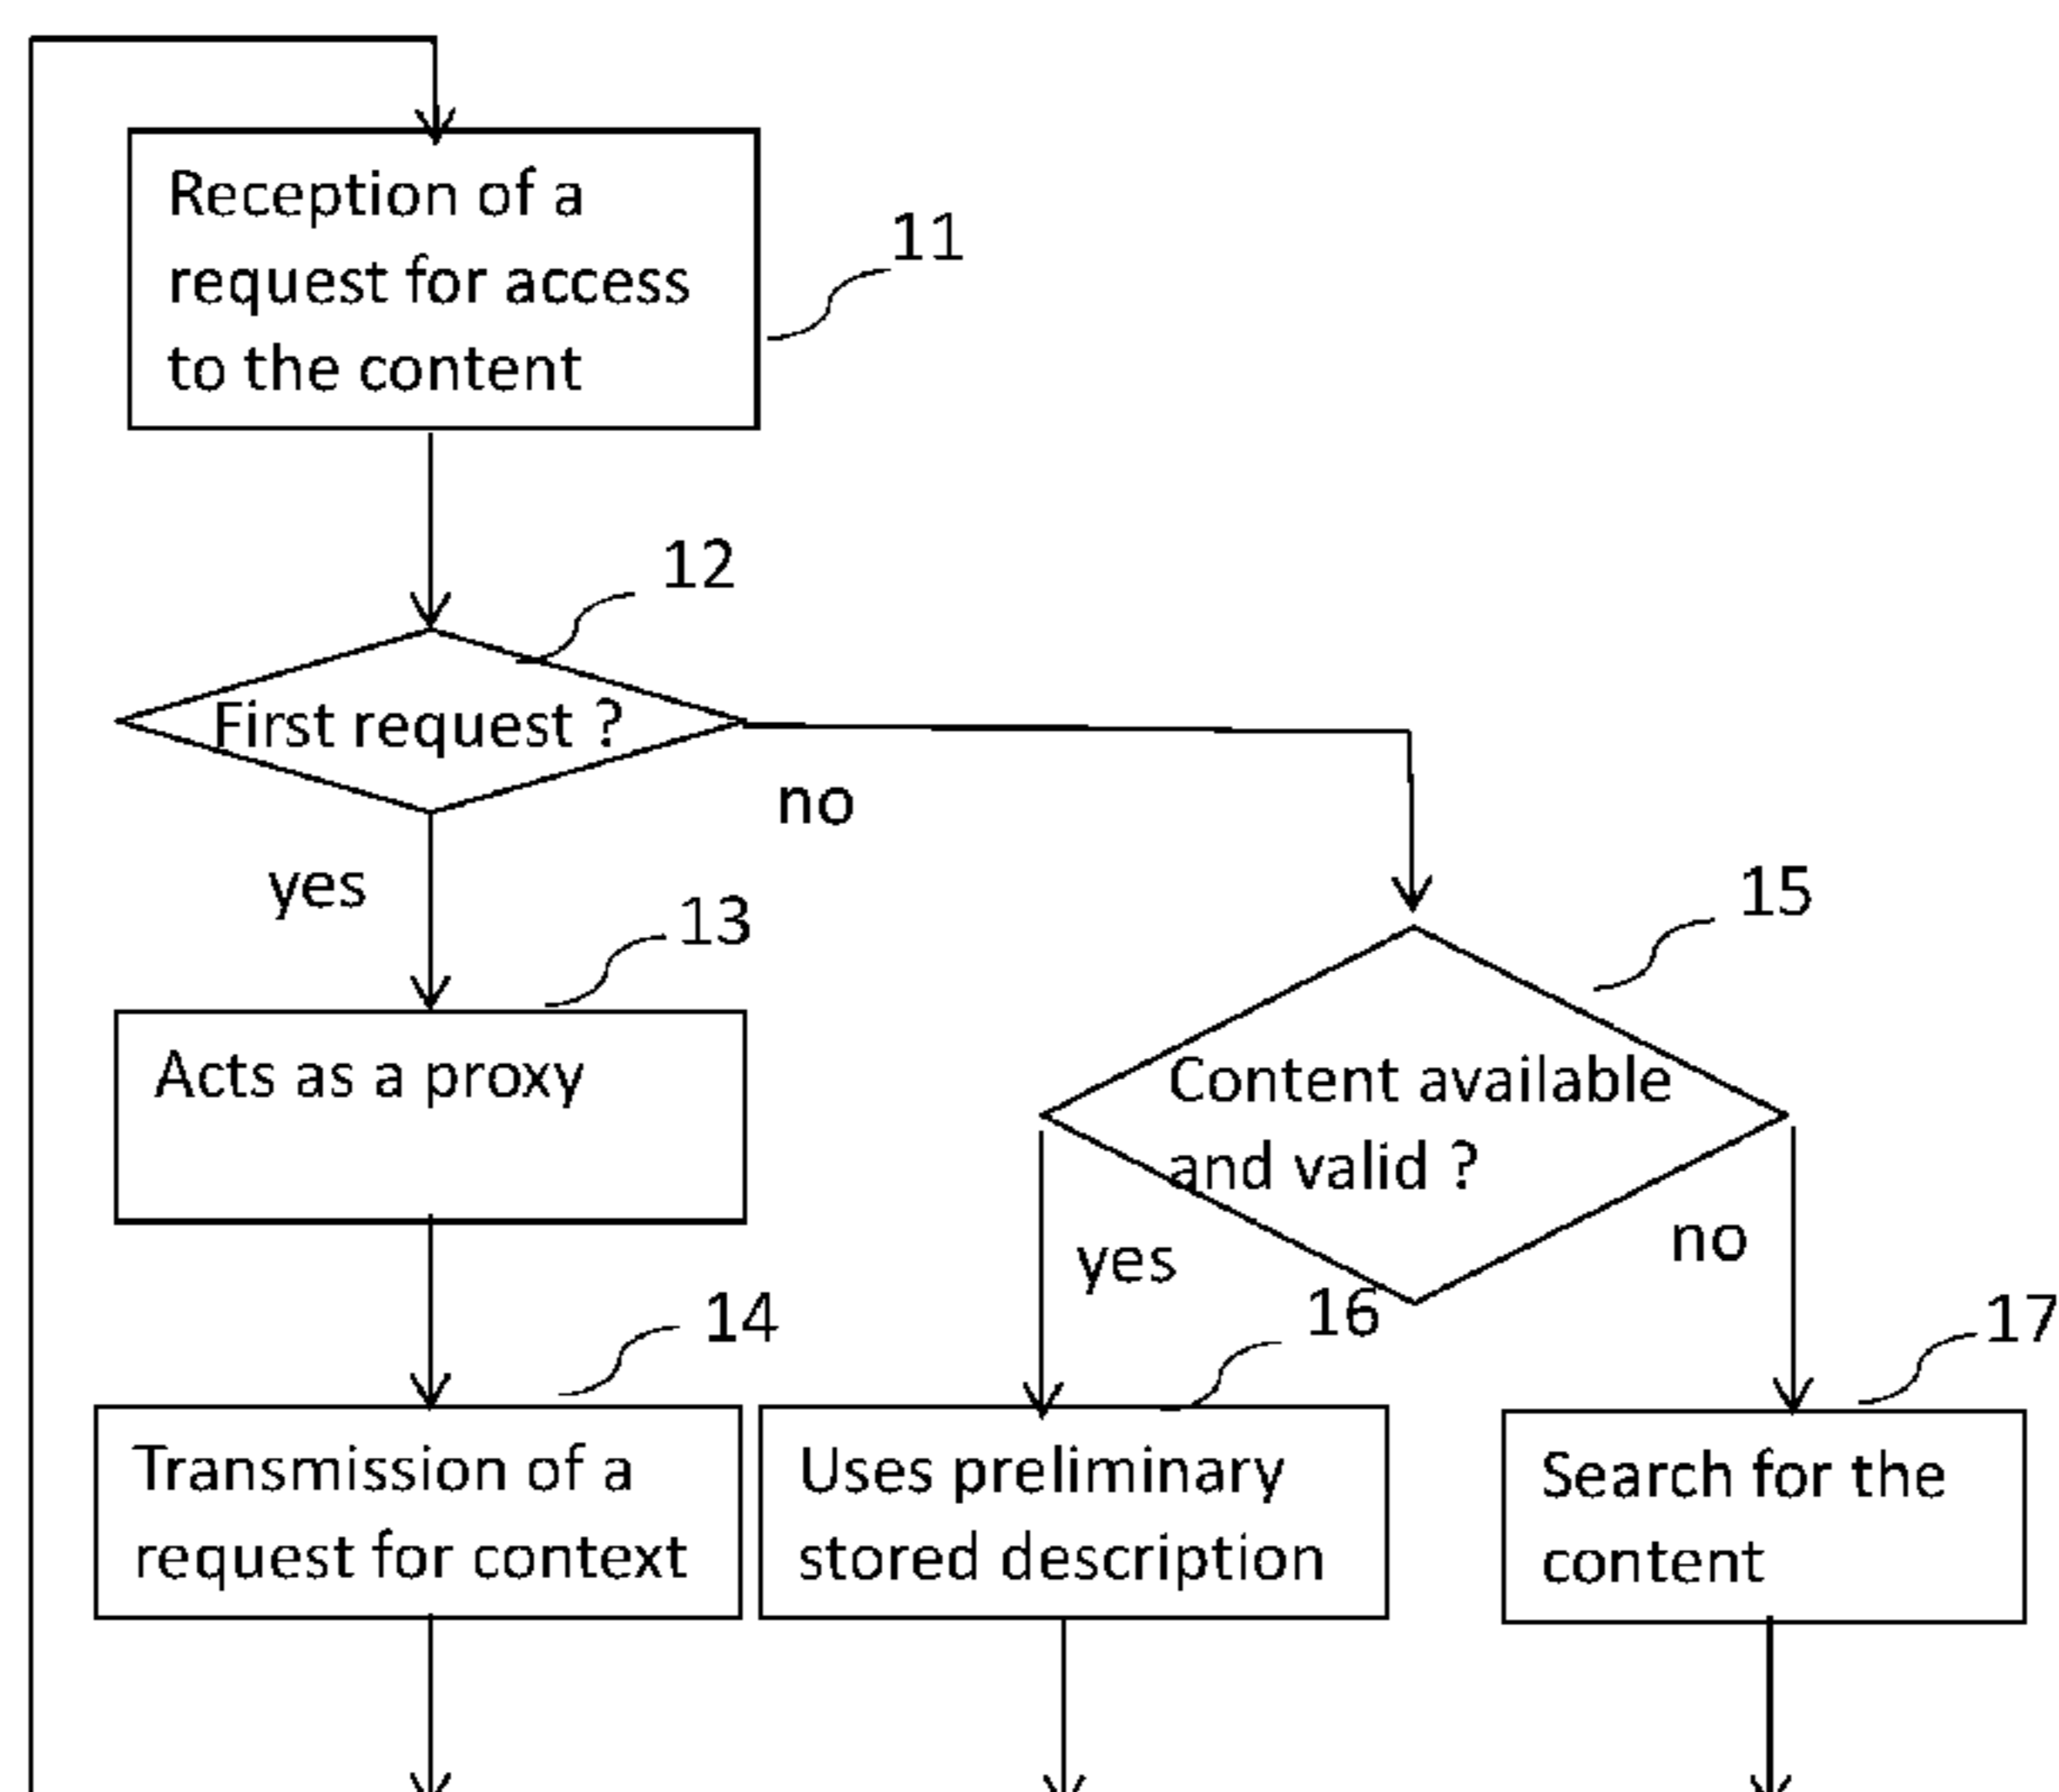 Reception of a
request for access
to the content
11
12
First request ?
no
yes
13
15
Acts as a proxy
Content available
and valid ?
yes
no
14
16
17
Transmission of a
request for context
Uses preliminary
stored description
Search for the
content